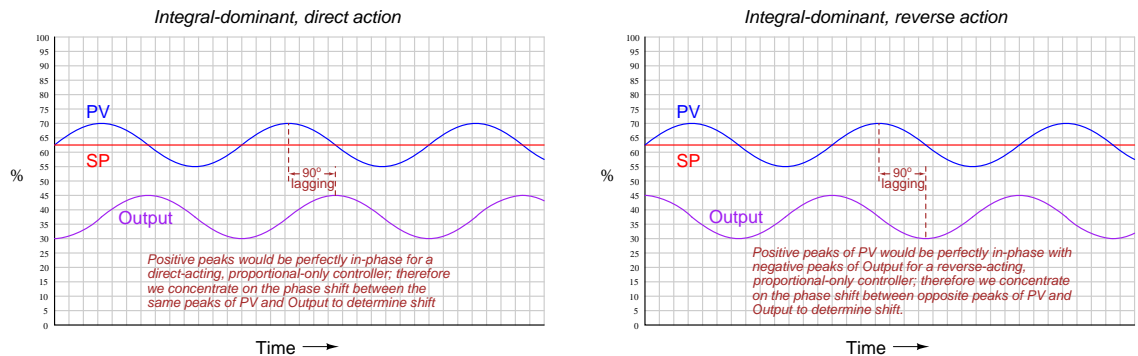 Integral-dominant, direct action
100
95
90
85
80
75
70
65
60
55
50
45
40
35
30
25
20
15
10
5
0
%
PV
SP
90o
lagging
Output
Positive peaks would be perfectly in-phase for a
direct-acting, proportional-only controller; therefore
we concentrate on the phase shift between the
same peaks of PV and Output to determine shift
Time
Integral-dominant, reverse action
100
95
90
85
80
75
70
65
60
55
50
45
40
35
30
25
20
15
10
5
0
%
PV
SP
90o
lagging
Output
Positive peaks of PV would be perfectly in-phase with
negative peaks of Output for a reverse-acting,
proportional-only controller; therefore we concentrate
on the phase shift between opposite peaks of PV and
Output to determine shift.
Time